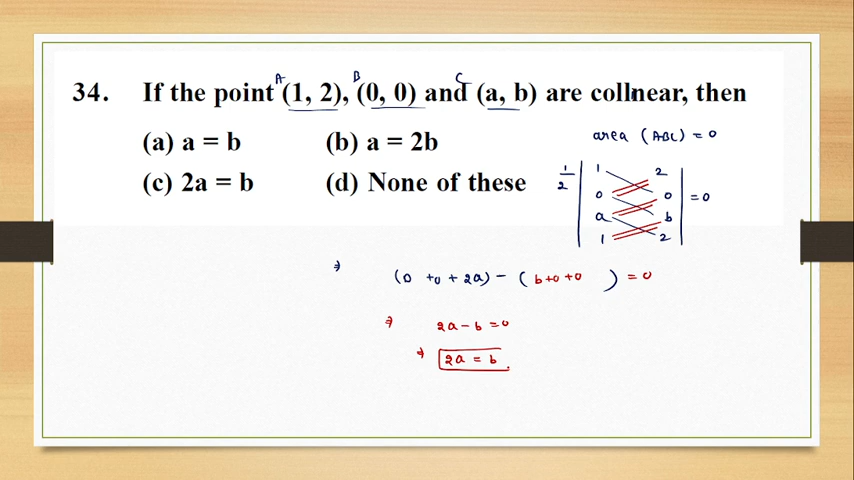 34. If the point (1, 2), (0, 0) and (a, b) are collinear, then
A B C
(a) a = b (b) a = 2b
(c) 2a = b (d) None of these
area (ABC) = 0
1/2 | 1 2
0 0
a b
1 2 | = 0
⇒ (0 + 0 + 2a) - (b + 0 + 0) = 0
⇒ 2a - b = 0
⇒ 2a = b